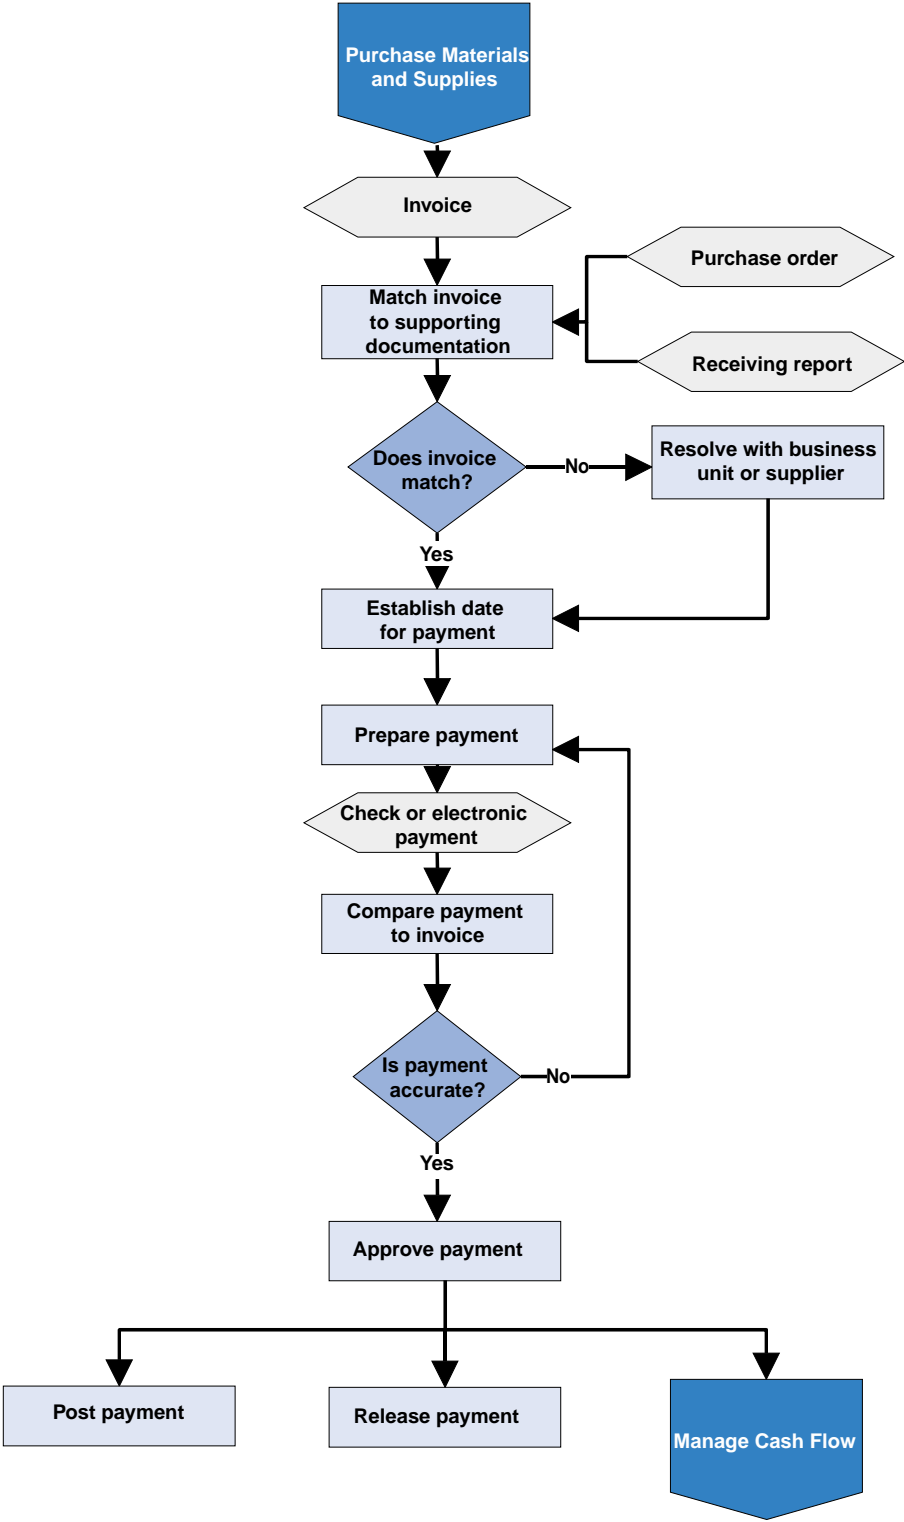 Purchase Materials
and Supplies
Invoice
Purchase order
Match invoice
to supporting
documentation
Receiving report
Does invoice
match?
No
Resolve with business
unit or supplier
Yes
Establish date
for payment
Prepare payment
Check or electronic
payment
Compare payment
to invoice
Is payment
accurate?
No
Yes
Approve payment
Post payment
Release payment
Manage Cash Flow